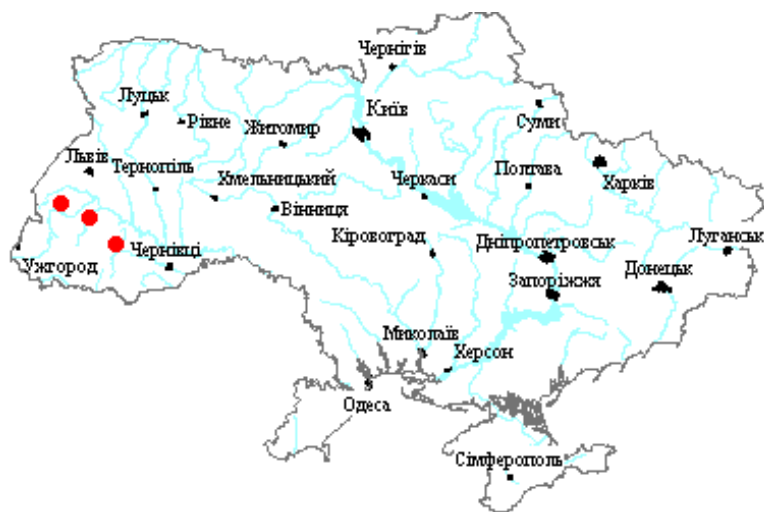 Чернігів
Луцьк
Рівне
Київ
Суми
Житомир
Львів
Тернопіль
Хмельницький
Черкаси
Полтава
Харків
Вінниця
Кіровоград
Дніпропетровськ
Луганськ
Ужгород
Чернівці
Запоріжжя
Донецьк
Миколаїв
Херсон
Одеса
Сімферополь